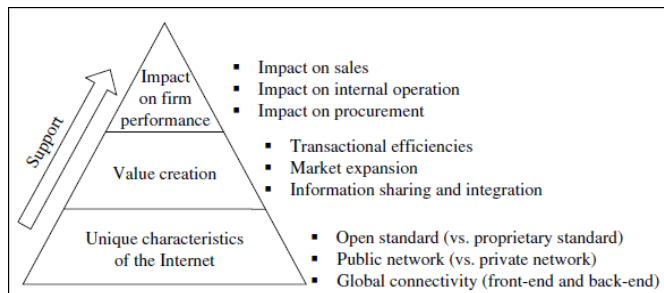 Impact
on firm
performance
▪ Impact on sales
▪ Impact on internal operation
▪ Impact on procurement
Support
Value creation
▪ Transactional efficiencies
▪ Market expansion
▪ Information sharing and integration
Unique characteristics
of the Internet
▪ Open standard (vs. proprietary standard)
▪ Public network (vs. private network)
▪ Global connectivity (front-end and back-end)